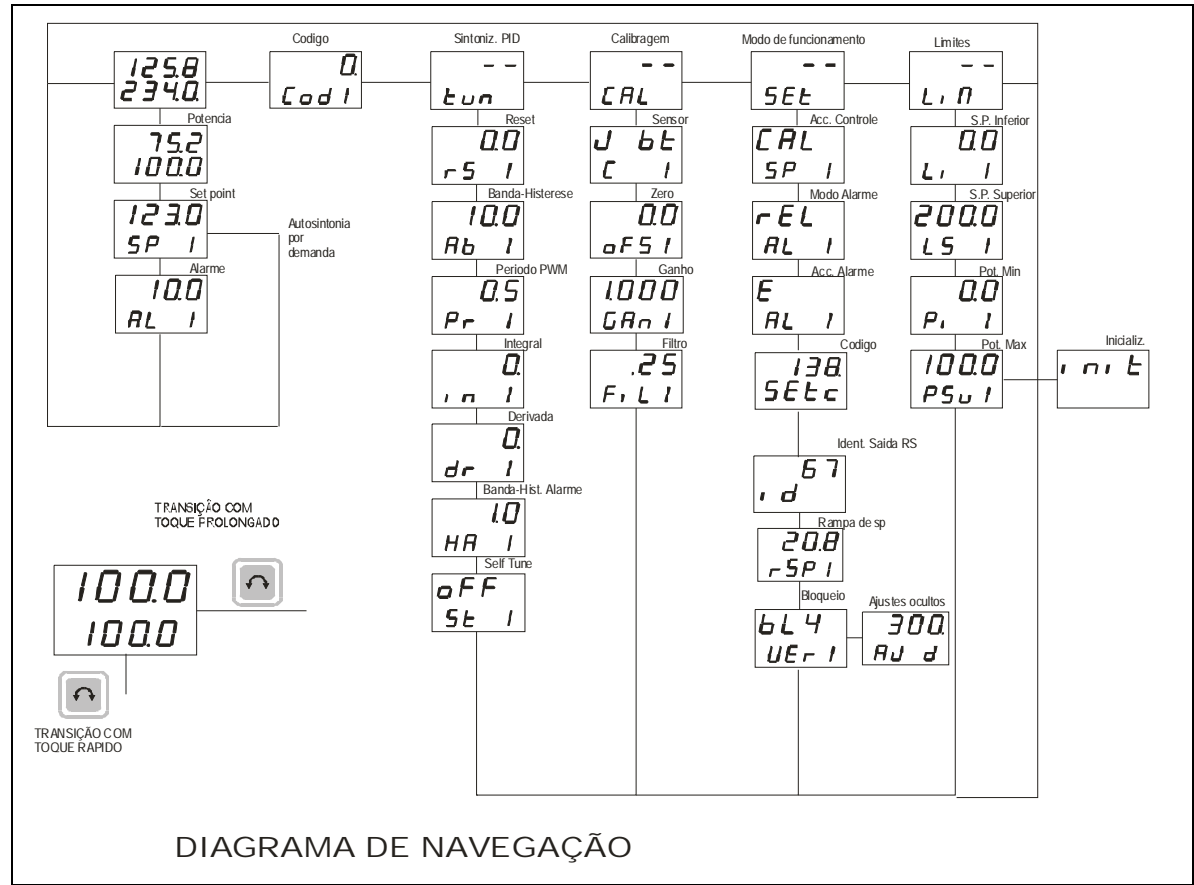 Codigo
Sintoniz. PID
Calibragem
Modo de funcionamento
Limites
125.8
234.0.
0.
Cod 1
- -
tun
- -
CAL
- -
SEt
- -
Lin
Potencia
75.2
100.0
Set point
123.0
SP 1
Autosintonia
por
demanda
Alarme
10.0
AL 1
Reset
0.0
rS 1
Banda-Histerese
10.0
Ab 1
Periodo PWM
0.5
Pr 1
Integral
0.
in 1
Derivada
0.
dr 1
Banda-Hist. Alarme
1.0
HA 1
Self Tune
oFF
St 1
Sensor
J bt
C 1
Zero
0.0
oFS1
Ganho
1.000
GAn1
Filtro
.25
FiL1
Acc. Controle
CAL
SP 1
Modo Alarme
rEL
AL 1
Acc. Alarme
E
AL 1
Codigo
138.
SEtc
Ident. Saida RS
67
id
Rampa de sp
20.8
rSP1
Bloqueio
bL4
VEr1
Ajustes ocultos
300.
AJ d
S.P. Inferior
0.0
Li 1
S.P. Superior
200.0
LS 1
Pot. Min
0.0
Pi 1
Pot. Max
100.0
PSu1
Inicializ.
init
TRANSIÇÃO COM
TOQUE PROLONGADO
100.0
100.0
TRANSIÇÃO COM
TOQUE RAPIDO
DIAGRAMA DE NAVEGAÇÃO